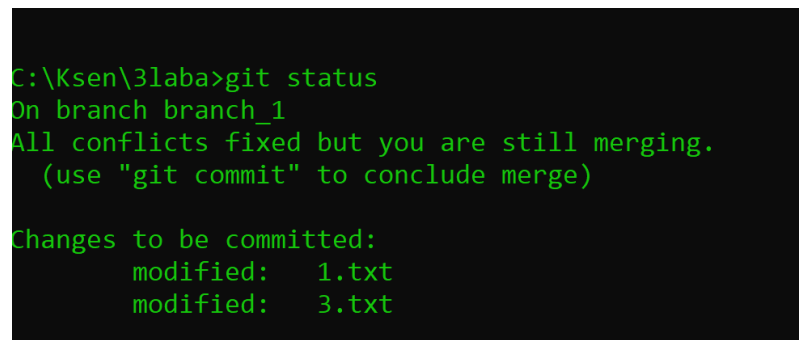 C:\Ksen\3laba>git status
On branch branch_1
All conflicts fixed but you are still merging.
  (use "git commit" to conclude merge)

Changes to be committed:
        modified:   1.txt
        modified:   3.txt